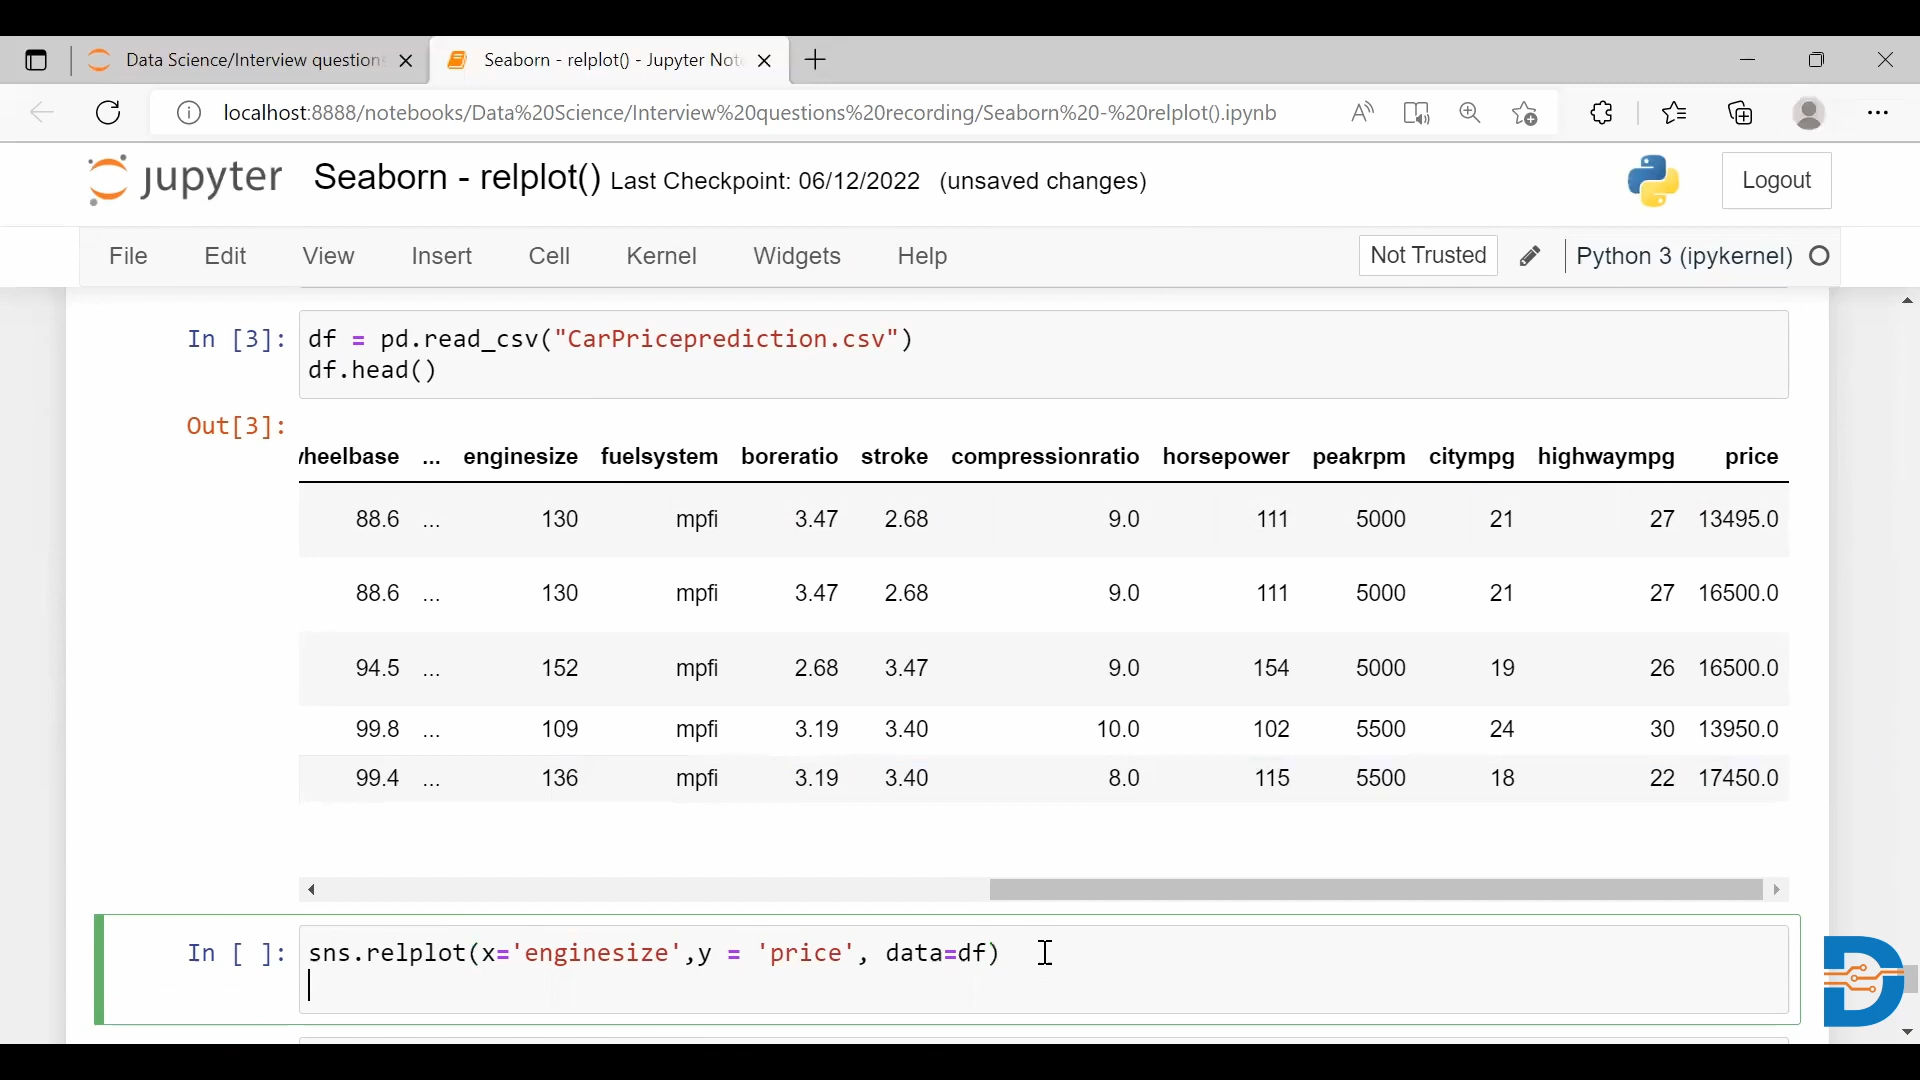 Data Science/Interview question
Seaborn - relplot() - Jupyter Not
localhost:8888/notebooks/Data%20Science/Interview%20questions%20recording/Seaborn%20-%20relplot().ipynb
jupyter Seaborn - relplot() Last Checkpoint: 06/12/2022 (unsaved changes)
Logout
File Edit View Insert Cell Kernel Widgets Help
Not Trusted
Python 3 (ipykernel)
In [3]: df = pd.read_csv("CarPriceprediction.csv")
df.head()
Out[3]:
heelbase ... enginesize fuelsystem boreratio stroke compressionratio horsepower peakrpm citympg highwaympg price
88.6 ... 130 mpfi 3.47 2.68 9.0 111 5000 21 27 13495.0
88.6 ... 130 mpfi 3.47 2.68 9.0 111 5000 21 27 16500.0
94.5 ... 152 mpfi 2.68 3.47 9.0 154 5000 19 26 16500.0
99.8 ... 109 mpfi 3.19 3.40 10.0 102 5500 24 30 13950.0
99.4 ... 136 mpfi 3.19 3.40 8.0 115 5500 18 22 17450.0
In [ ]: sns.relplot(x='enginesize',y = 'price', data=df)